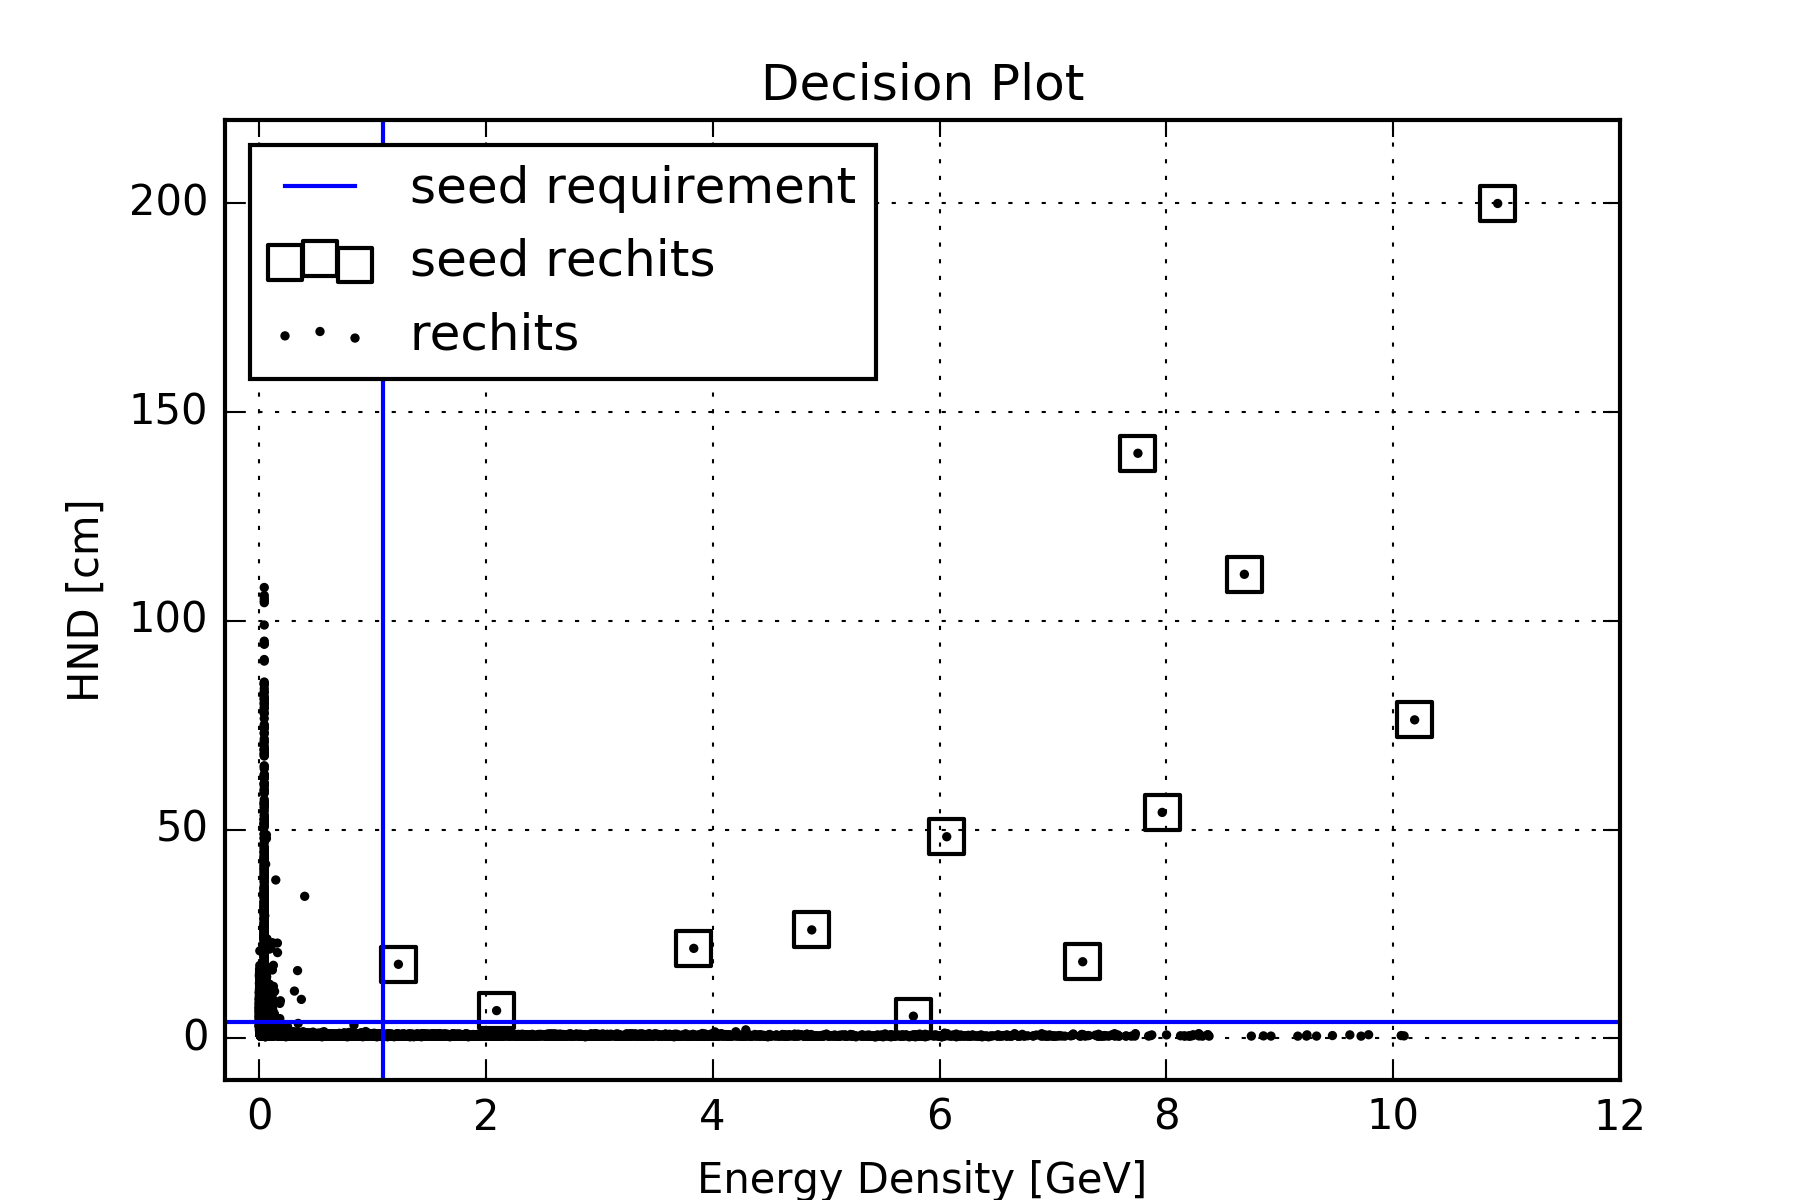 Decision Plot
seed requirement
seed rechits
rechits
200
150
100
50
0
HND [cm]
0 2 4 6 8 10 12
Energy Density [GeV]